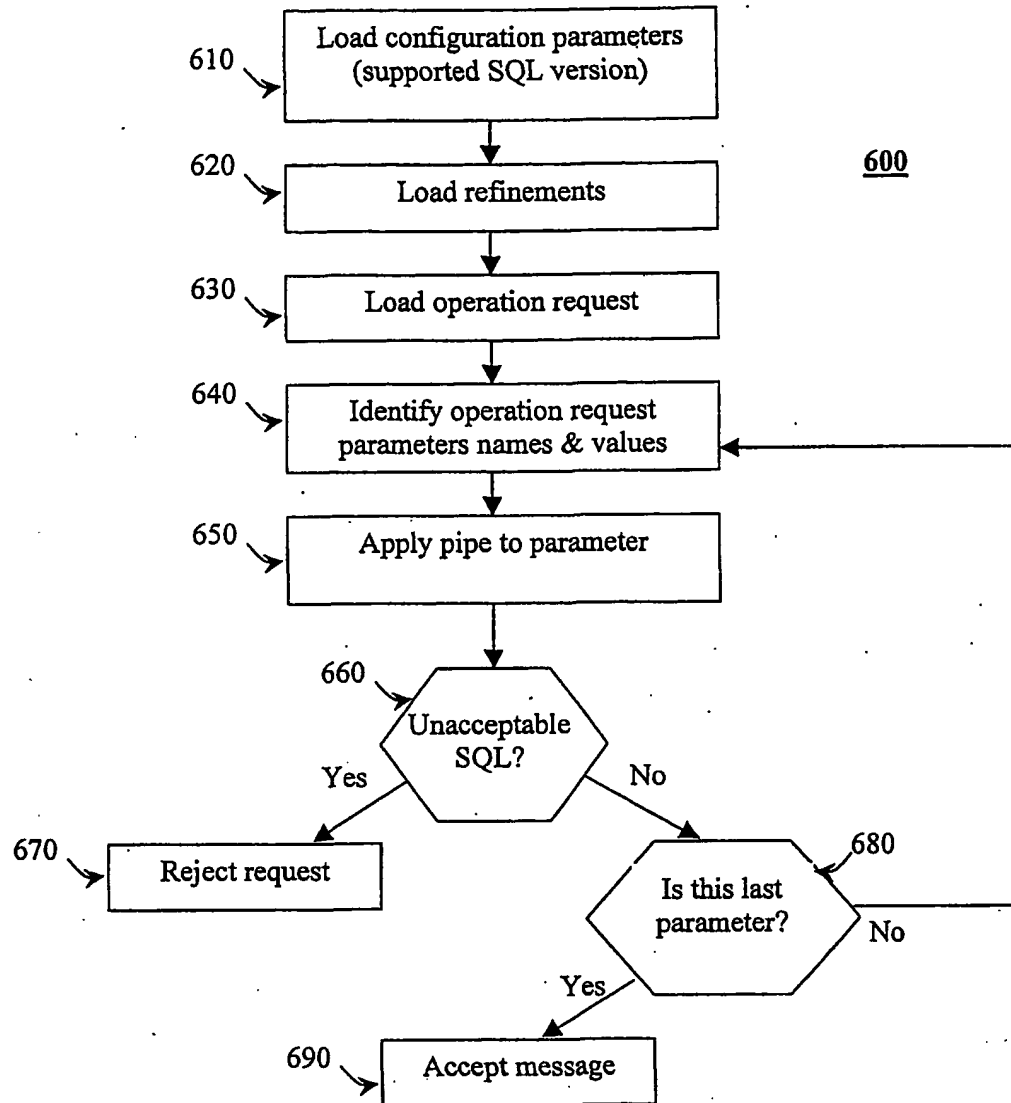 610
Load configuration parameters
(supported SQL version)
600
620
Load refinements
630
Load operation request
640
Identify operation request
parameters names & values
650
Apply pipe to parameter
660
Unacceptable
SQL?
Yes
No
670
Reject request
680
Is this last
parameter?
No
Yes
690
Accept message